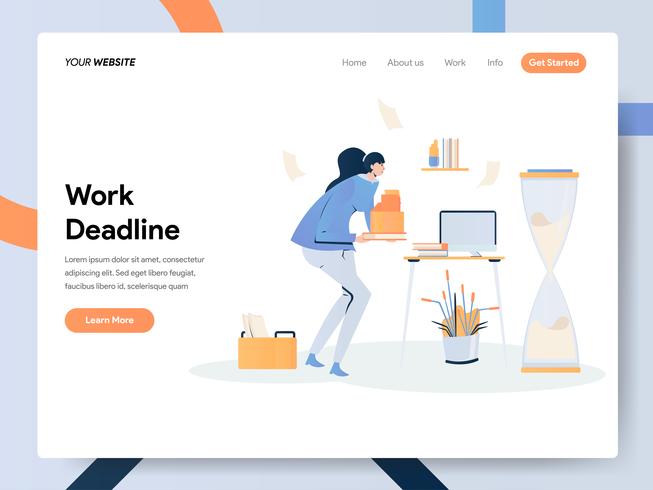 YOUR WEBSITE
Home About us Work Info Get Started
Work
Deadline
Lorem ipsum dolor sit amet, consectetur
adipiscing elit. Sed eget libero feugiat,
faucibus libero id, scelerisque quam
Learn More